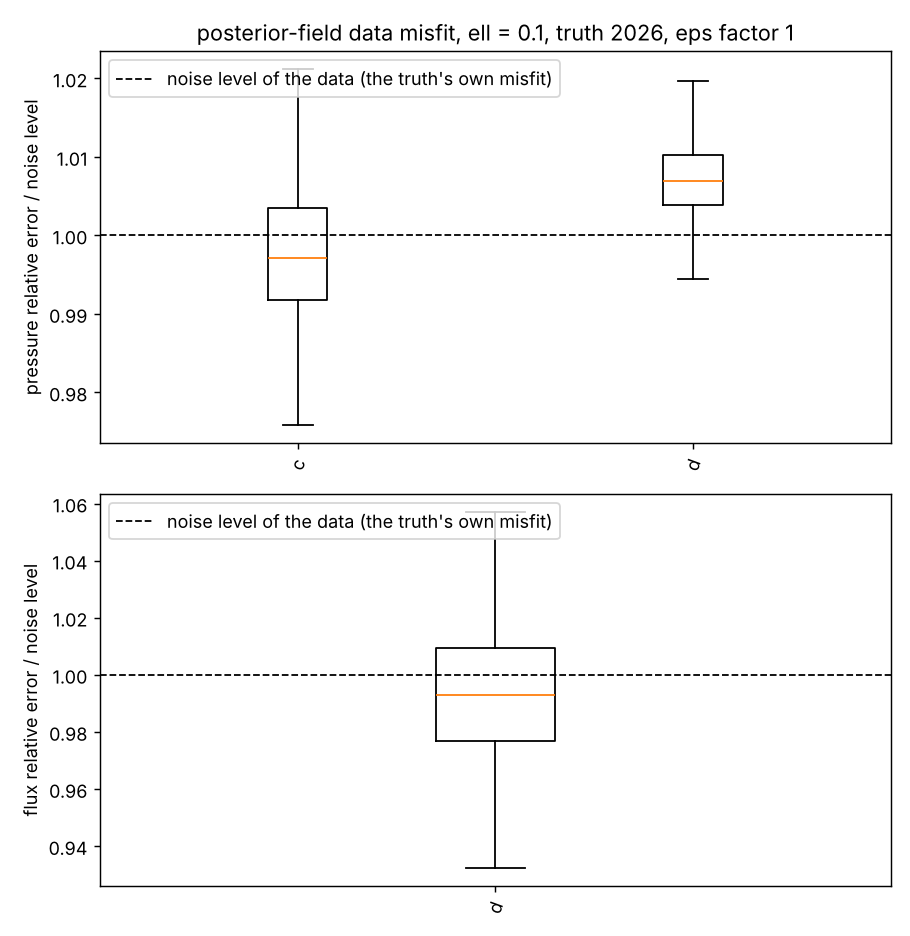 posterior-field data misfit, ell = 0.1, truth 2026, eps factor 1
noise level of the data (the truth's own misfit)
pressure relative error / noise level
1.02
1.01
1.00
0.99
0.98
c
d
noise level of the data (the truth's own misfit)
flux relative error / noise level
1.06
1.04
1.02
1.00
0.98
0.96
0.94
d